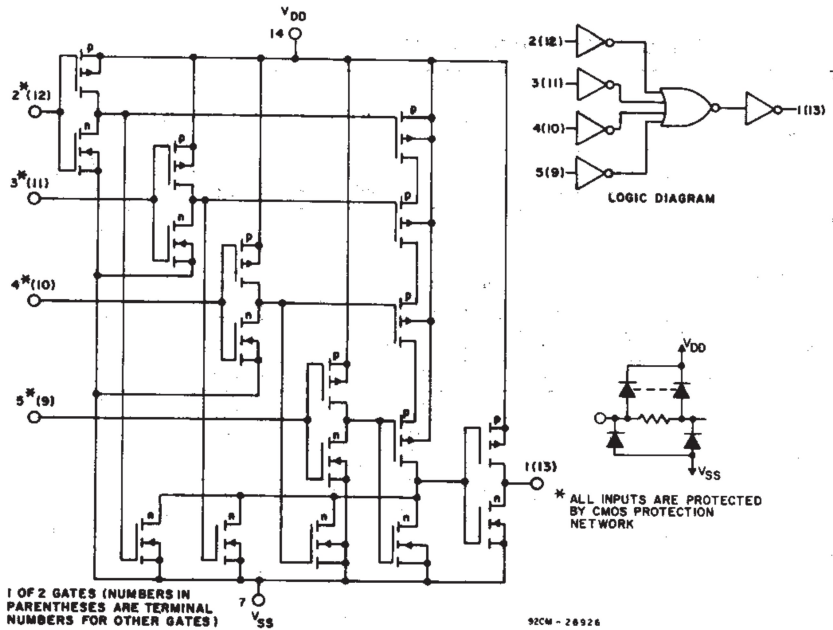 VDD
14
2*(12)
p
n
3*(11)
p
n
4*(10)
p
n
5*(9)
p
n
p
p
p
p
n
n
n
n
p
n
1(13)
7
VSS
1 OF 2 GATES (NUMBERS IN
PARENTHESES ARE TERMINAL
NUMBERS FOR OTHER GATES)
2(12)
3(11)
4(10)
5(9)
1(13)
LOGIC DIAGRAM
VDD
VSS
* ALL INPUTS ARE PROTECTED
BY CMOS PROTECTION
NETWORK
92CM-28926